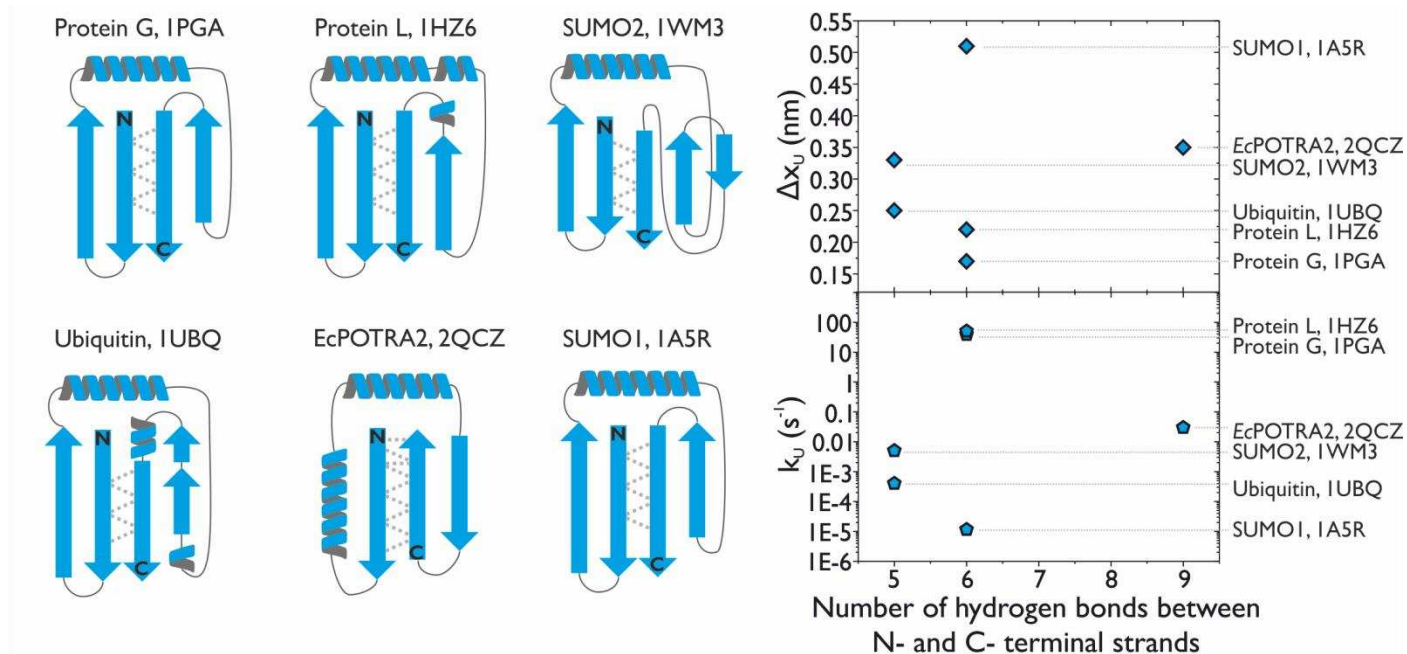 Protein G, 1PGA
Protein L, 1HZ6
SUMO2, 1WM3
N
C
N
C
N
C
Ubiquitin, 1UBQ
EcPOTRA2, 2QCZ
SUMO1, 1A5R
N
C
N
C
N
C
0.55
0.50
0.45
0.40
0.35
0.30
0.25
0.20
0.15
Δxᵤ (nm)
SUMO1, 1A5R
EcPOTRA2, 2QCZ
SUMO2, 1WM3
Ubiquitin, 1UBQ
Protein L, 1HZ6
Protein G, 1PGA
100
10
1
0.1
0.01
1E-3
1E-4
1E-5
1E-6
kᵤ (s⁻¹)
Protein L, 1HZ6
Protein G, 1PGA
EcPOTRA2, 2QCZ
SUMO2, 1WM3
Ubiquitin, 1UBQ
SUMO1, 1A5R
5 6 7 8 9
Number of hydrogen bonds between
N- and C- terminal strands